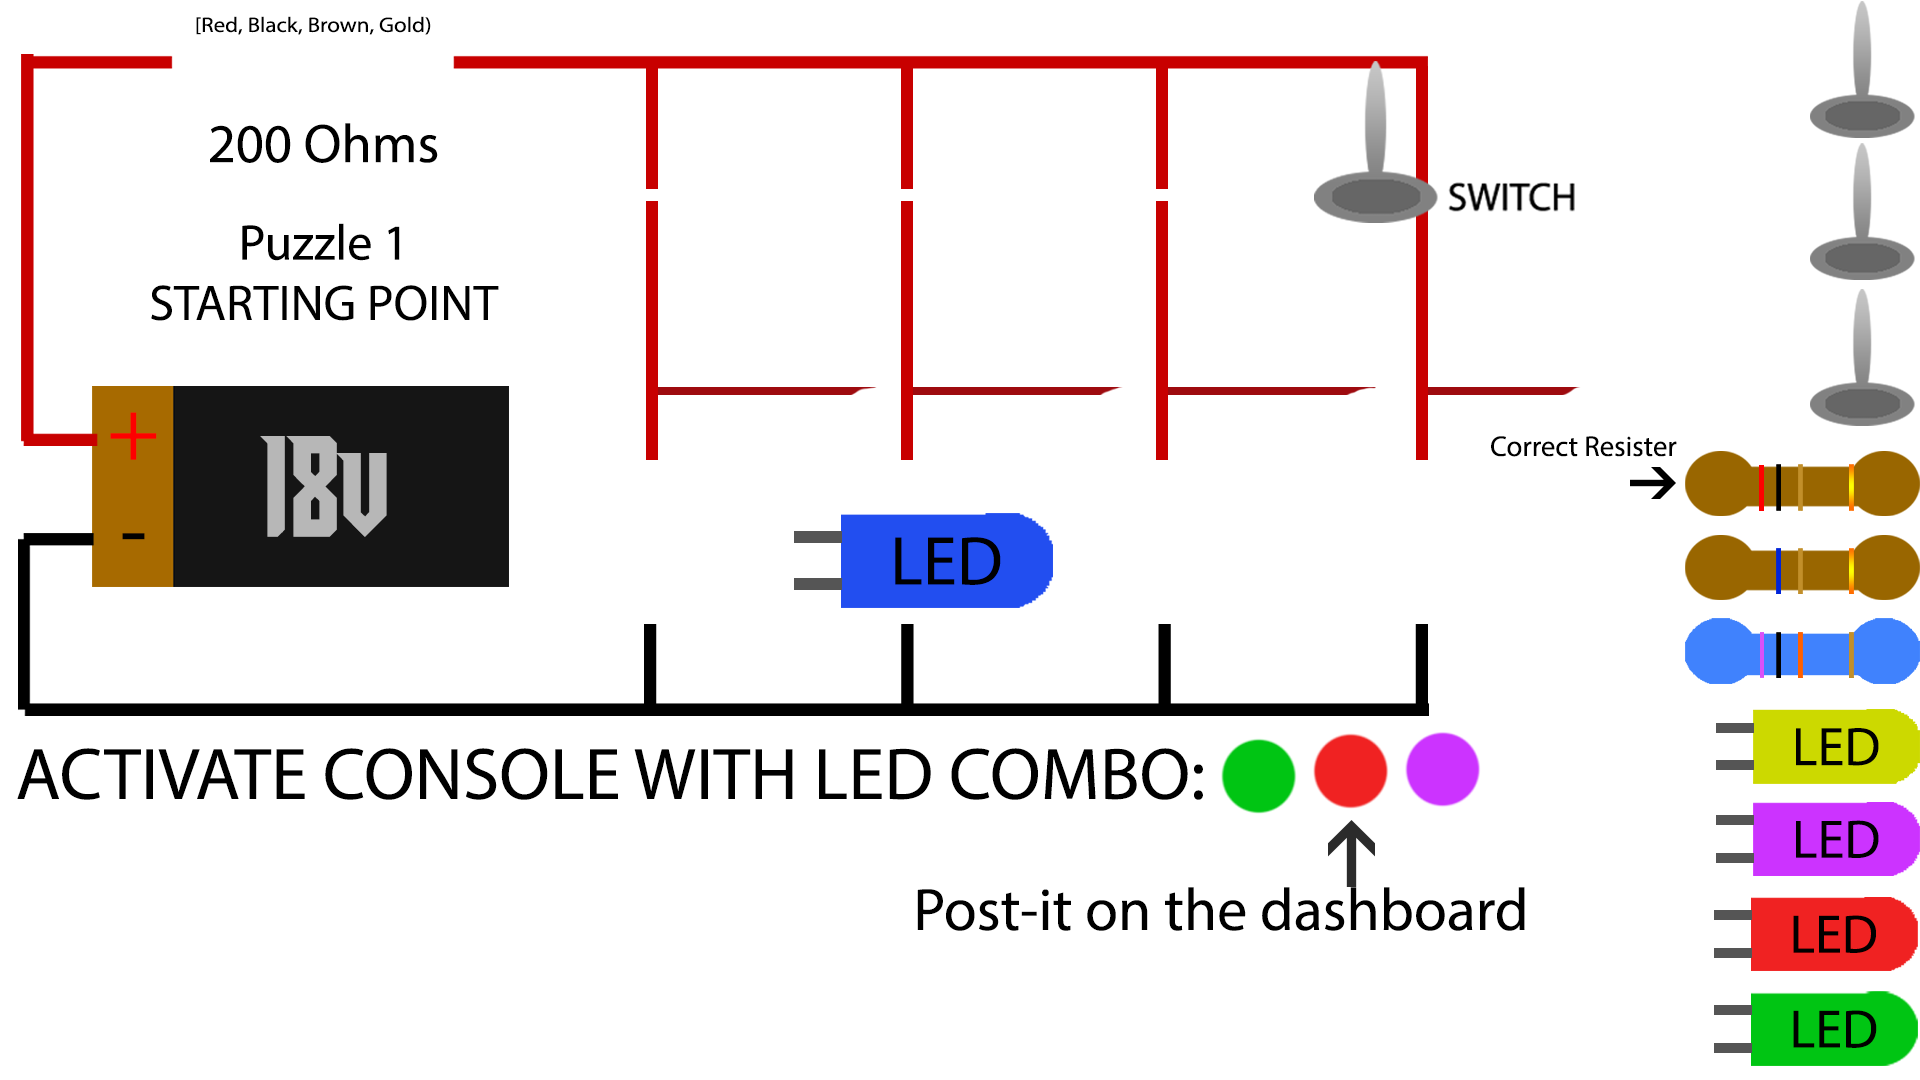 [Red, Black, Brown, Gold)
200 Ohms
Puzzle 1
STARTING POINT
SWITCH
+
18v
-
Correct Resister
LED
LED
LED
LED
LED
ACTIVATE CONSOLE WITH LED COMBO:
Post-it on the dashboard